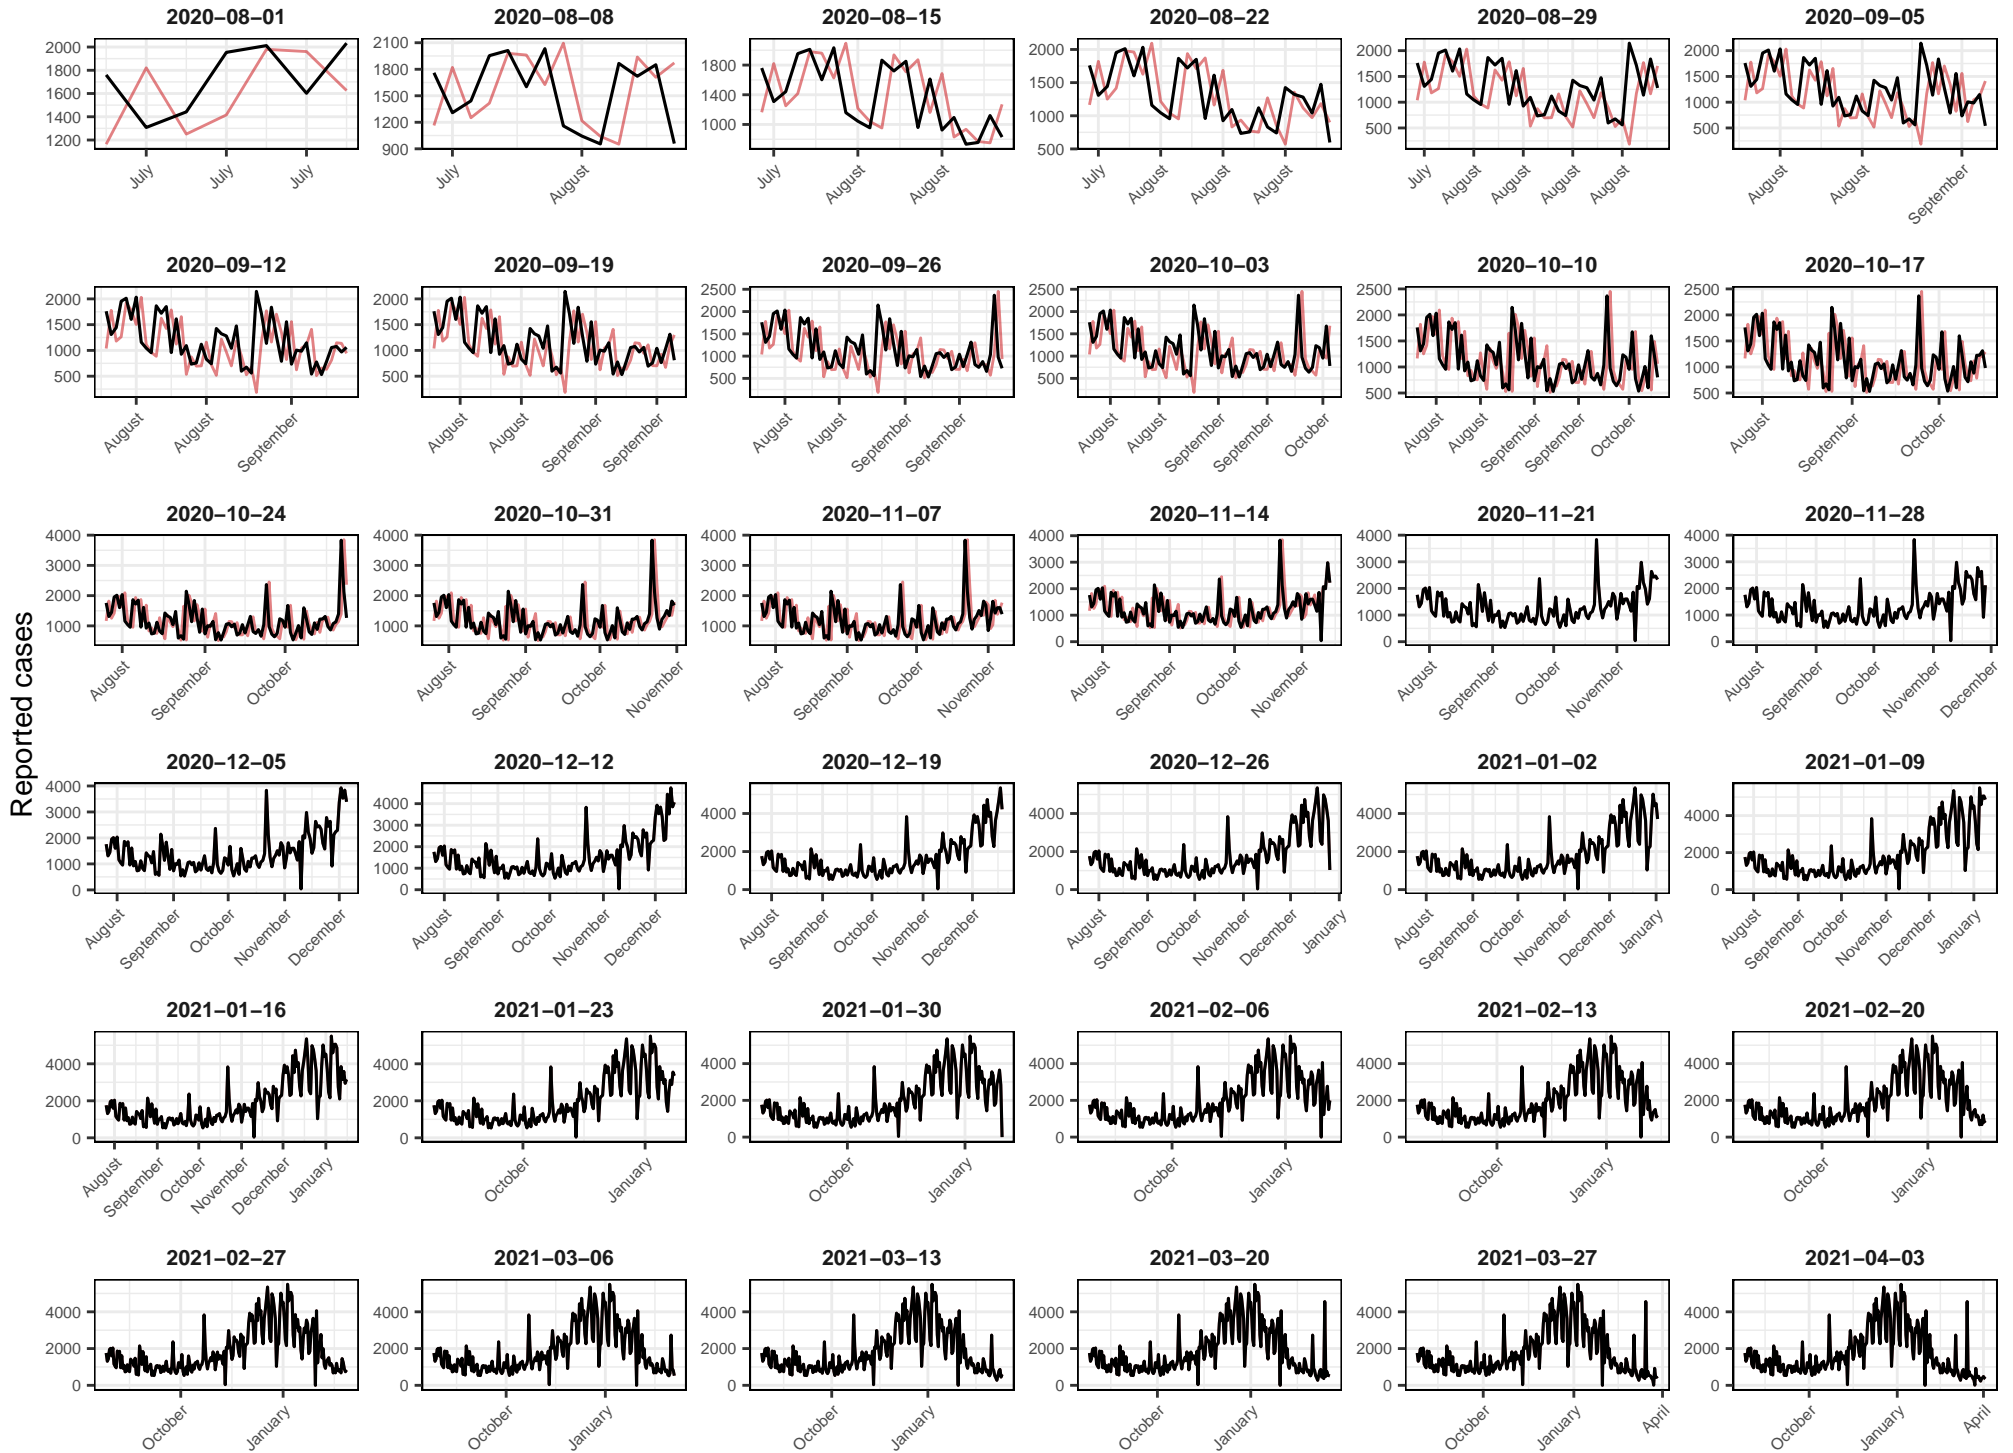 2020−08−01 2020−08−08 2020−08−15 2020−08−22 2020−08−29 2020−09−05
2000 1800 1600 1400 1200
2100 1800 1500 1200 900
1800 1400 1000
2000 1500 1000 500
2000 1500 1000 500
2000 1500 1000 500
July July July
July August
July August August
July August August August
July August August August August
August August September
2020−09−12 2020−09−19 2020−09−26 2020−10−03 2020−10−10 2020−10−17
2000 1500 1000 500
2000 1500 1000 500
2500 2000 1500 1000 500
2500 2000 1500 1000 500
2500 2000 1500 1000 500
2500 2000 1500 1000 500
August August September
August August September September
August August September September
August August September September October
August August September September October
August September October
2020−10−24 2020−10−31 2020−11−07 2020−11−14 2020−11−21 2020−11−28
4000 3000 2000 1000
4000 3000 2000 1000
4000 3000 2000 1000
4000 3000 2000 1000 0
4000 3000 2000 1000 0
4000 3000 2000 1000 0
August September October
August September October November
August September October November
August September October November
August September October November
August September October November December
Reported cases
2020−12−05 2020−12−12 2020−12−19 2020−12−26 2021−01−02 2021−01−09
4000 3000 2000 1000 0
4000 3000 2000 1000 0
4000 2000 0
4000 2000 0
4000 2000 0
4000 2000 0
August September October November December
August September October November December
August September October November December
August September October November December January
August September October November December January
August September October November December January
2021−01−16 2021−01−23 2021−01−30 2021−02−06 2021−02−13 2021−02−20
4000 2000 0
4000 2000 0
4000 2000 0
4000 2000 0
4000 2000 0
4000 2000 0
August September October November December January
October January
October January
October January
October January
October January
2021−02−27 2021−03−06 2021−03−13 2021−03−20 2021−03−27 2021−04−03
4000 2000 0
4000 2000 0
4000 2000 0
4000 2000 0
4000 2000 0
4000 2000 0
October January
October January
October January
October January
October January April
October January April